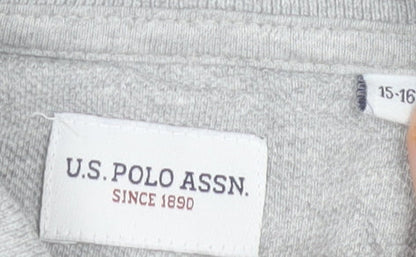 U.S. POLO ASSN.
SINCE 1890
15-16